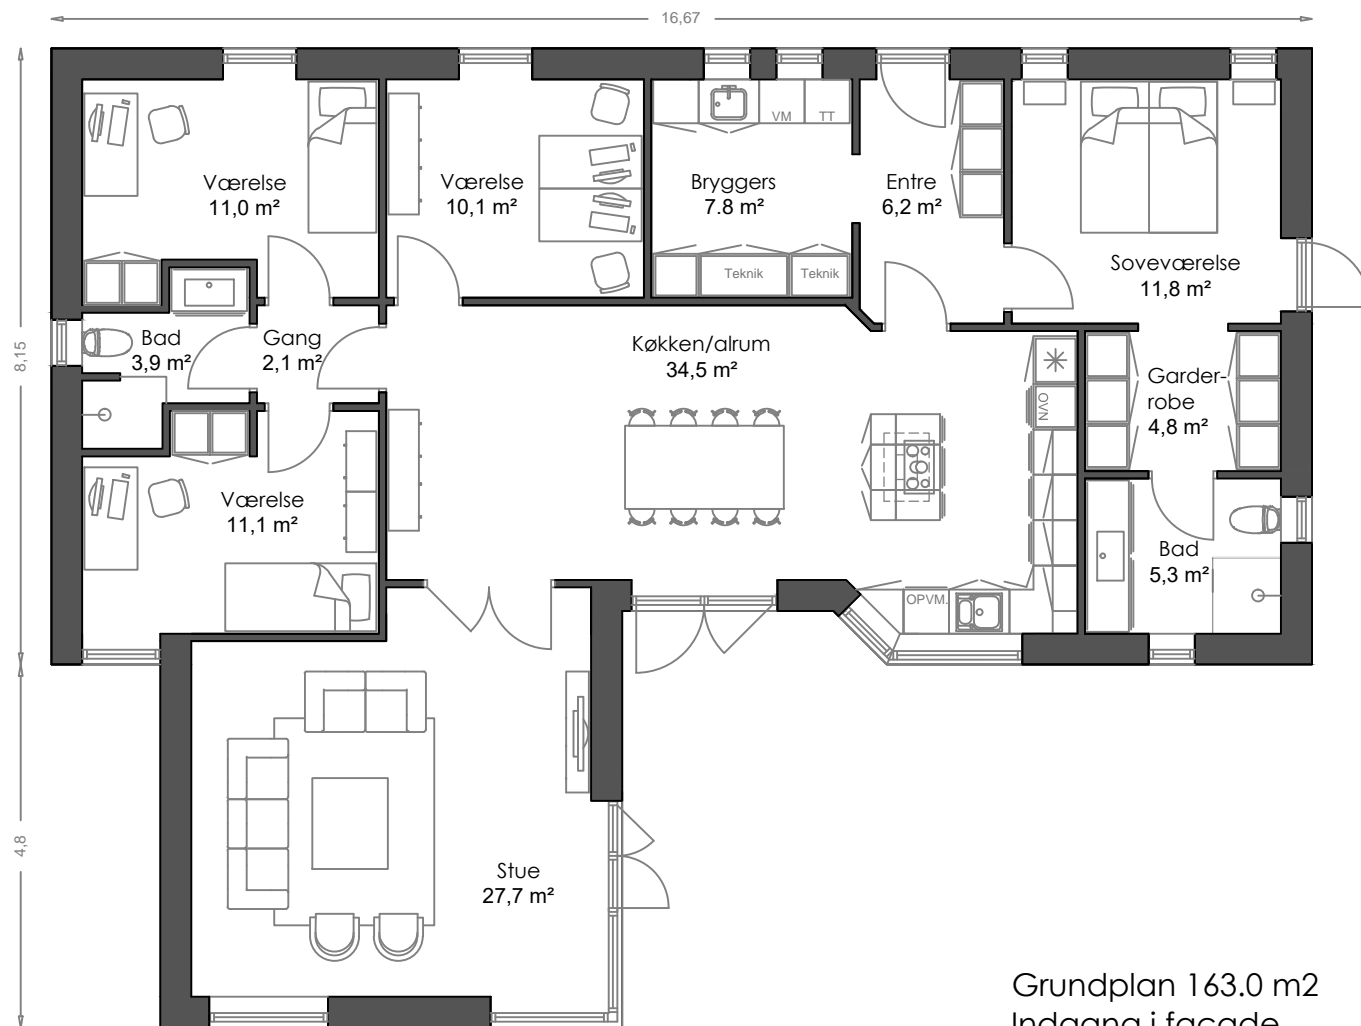 16,67
8,15
4,8
Værelse
11,0 m²
Værelse
10,1 m²
VM
TT
Bryggers
7.8 m²
Teknik
Teknik
Entre
6,2 m²
Soveværelse
11,8 m²
Bad
3,9 m²
Gang
2,1 m²
Køkken/alrum
34,5 m²
OVN
Garder-
robe
4,8 m²
Værelse
11,1 m²
Bad
5,3 m²
OPVM.
Stue
27,7 m²
Grundplan 163.0 m2
Indgang i facade